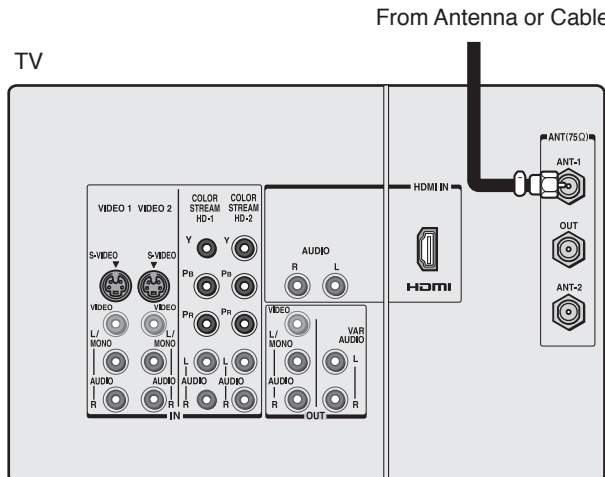 From Antenna or Cable
TV
ANT(75Ω)
ANT-1
OUT
ANT-2
HDMI IN
HDMI
AUDIO
R L
VIDEO 1 VIDEO 2
COLOR STREAM HD-1
COLOR STREAM HD-2
S-VIDEO S-VIDEO
Y Y
PB PB
PR PR
VIDEO VIDEO
L/ MONO L/ MONO
L L
AUDIO AUDIO AUDIO AUDIO
R R R R
IN
VIDEO
L/ MONO
AUDIO
R
VAR AUDIO
L
R
OUT